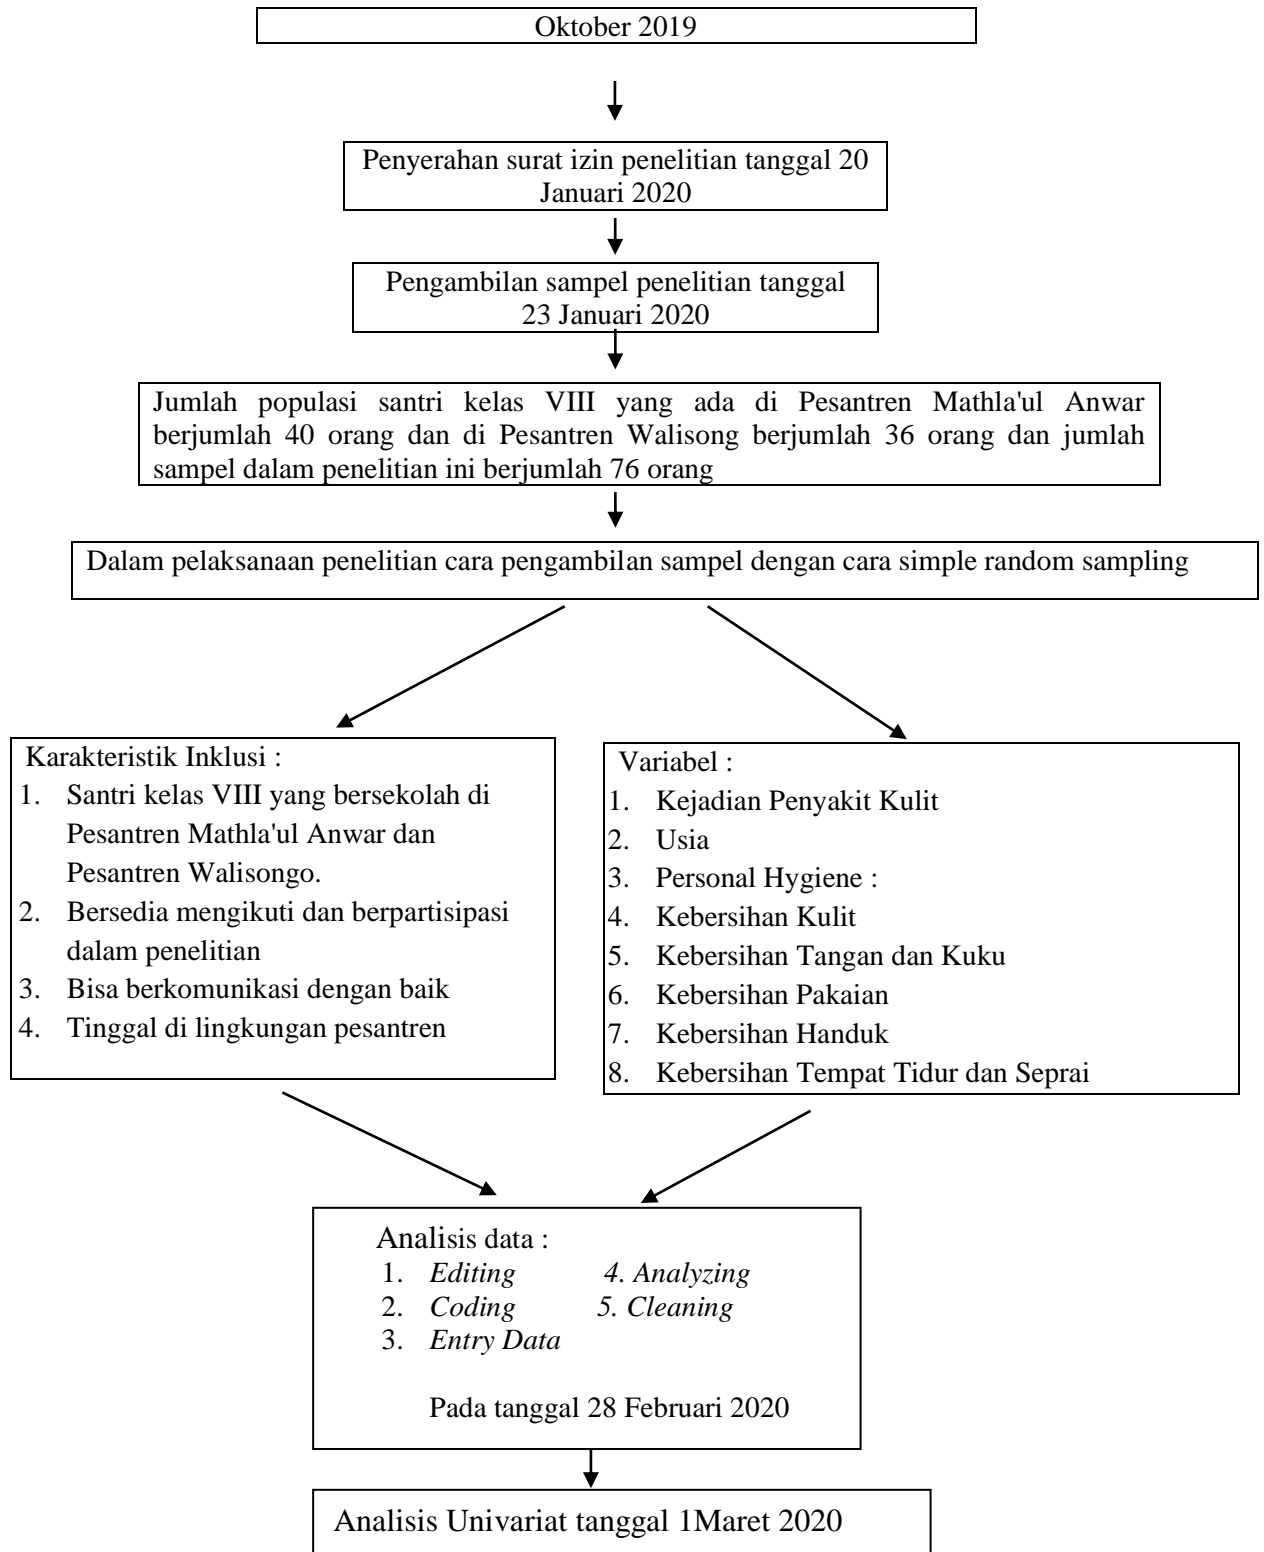 Oktober 2019
Penyerahan surat izin penelitian tanggal 20
Januari 2020
Pengambilan sampel penelitian tanggal
23 Januari 2020
Jumlah populasi santri kelas VIII yang ada di Pesantren Mathla'ul Anwar
berjumlah 40 orang dan di Pesantren Walisong berjumlah 36 orang dan jumlah
sampel dalam penelitian ini berjumlah 76 orang
Dalam pelaksanaan penelitian cara pengambilan sampel dengan cara simple random sampling
Karakteristik Inklusi :
1. Santri kelas VIII yang bersekolah di
Pesantren Mathla'ul Anwar dan
Pesantren Walisongo.
2. Bersedia mengikuti dan berpartisipasi
dalam penelitian
3. Bisa berkomunikasi dengan baik
4. Tinggal di lingkungan pesantren
Variabel :
1. Kejadian Penyakit Kulit
2. Usia
3. Personal Hygiene :
4. Kebersihan Kulit
5. Kebersihan Tangan dan Kuku
6. Kebersihan Pakaian
7. Kebersihan Handuk
8. Kebersihan Tempat Tidur dan Seprai
Analisis data :
1. Editing 4. Analyzing
2. Coding 5. Cleaning
3. Entry Data
Pada tanggal 28 Februari 2020
Analisis Univariat tanggal 1Maret 2020